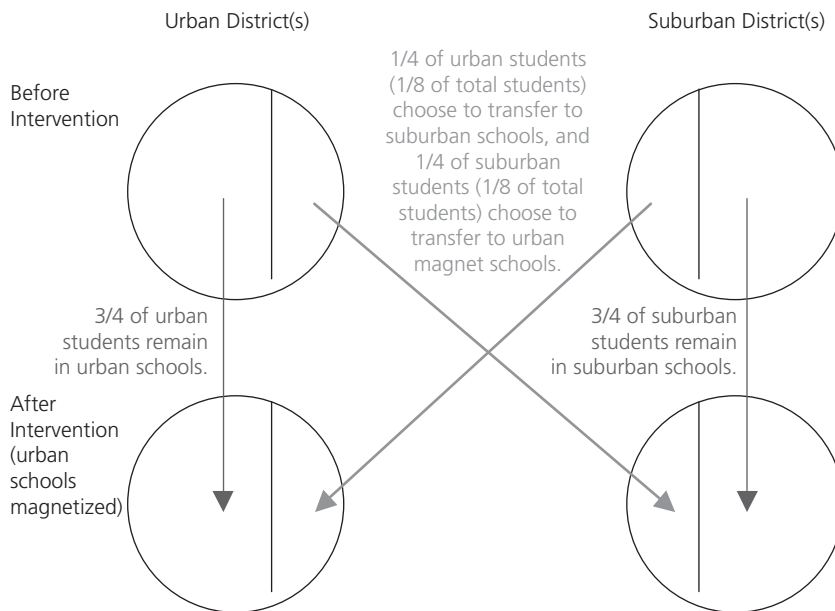 Urban District(s)
Suburban District(s)
Before
Intervention
1/4 of urban students
(1/8 of total students)
choose to transfer to
suburban schools, and
1/4 of suburban
students (1/8 of total
students) choose to
transfer to urban
magnet schools.
3/4 of urban
students remain
in urban schools.
3/4 of suburban
students remain
in suburban schools.
After
Intervention
(urban
schools
magnetized)